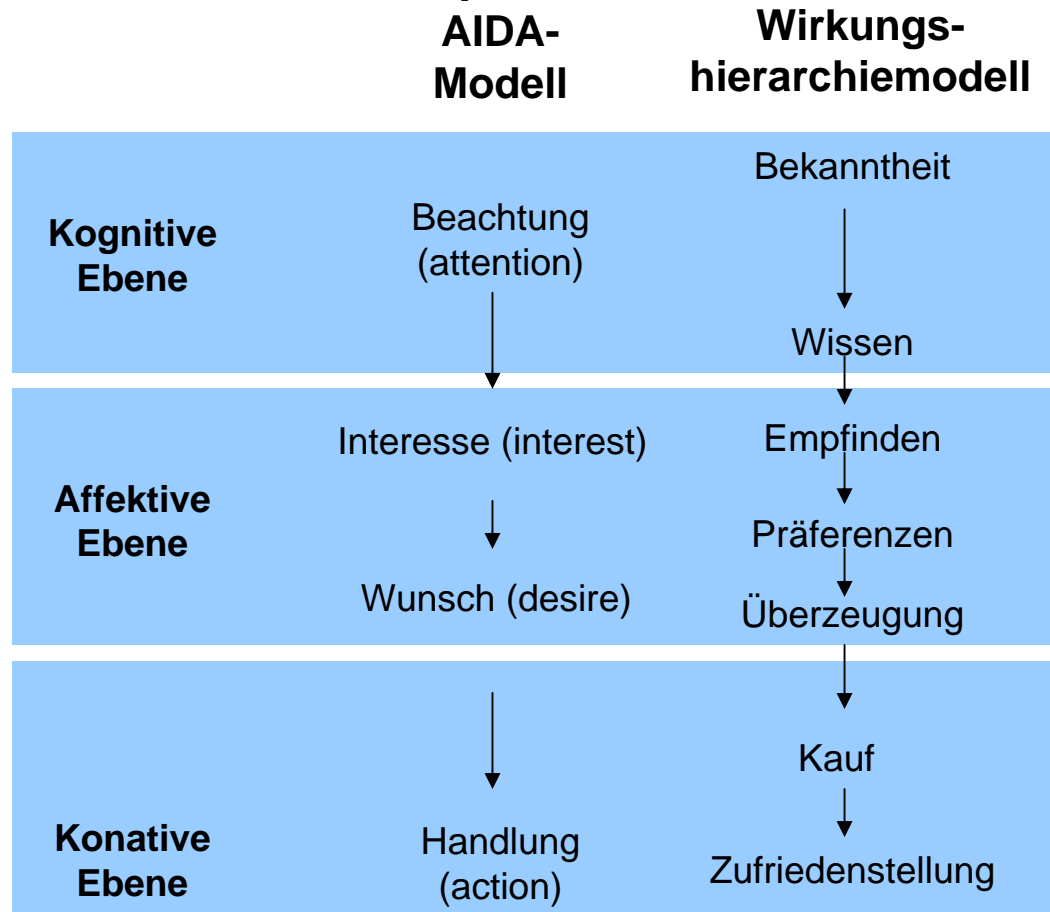 AIDA-
Modell
Wirkungs-
hierarchiemodell
Kognitive
Ebene
Beachtung
(attention)
Bekanntheit
Wissen
Affektive
Ebene
Interesse (interest)
Wunsch (desire)
Empfinden
Präferenzen
Überzeugung
Konative
Ebene
Handlung
(action)
Kauf
Zufriedenstellung